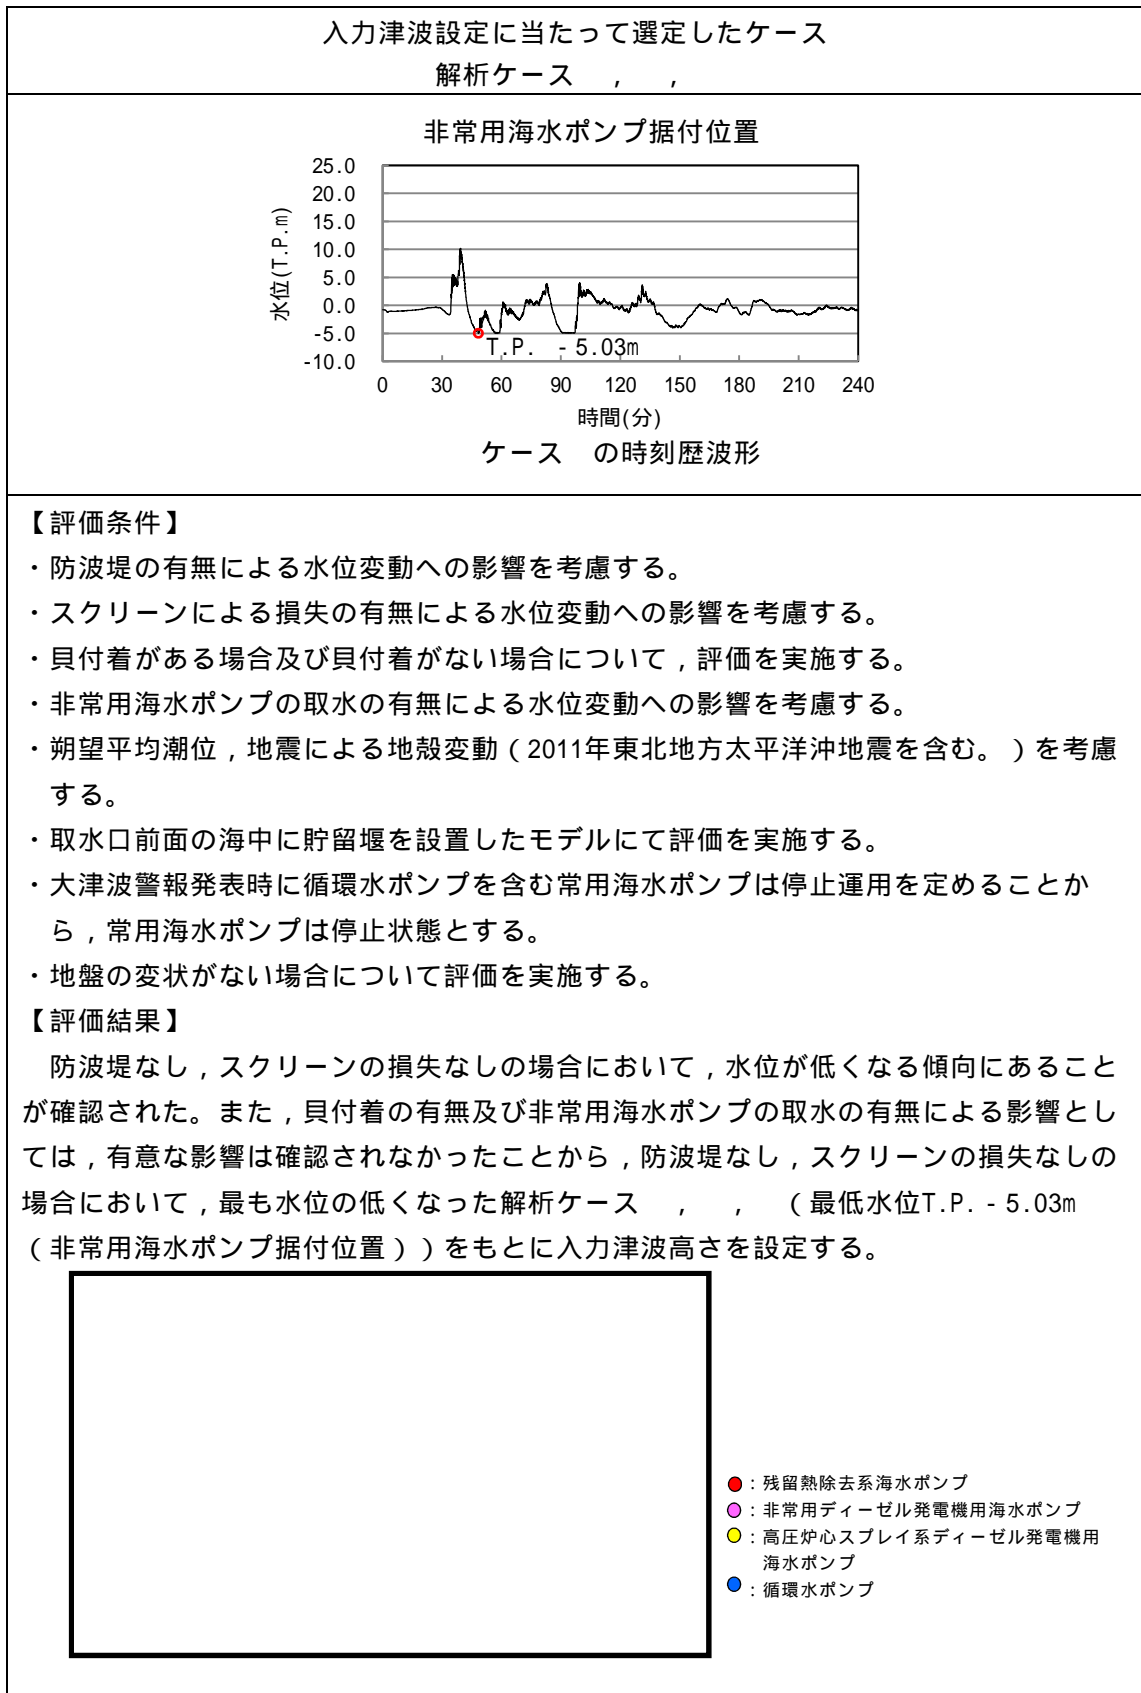 入力津波設定に当たって選定したケース
解析ケース　，　，
非常用海水ポンプ据付位置
25.0
20.0
15.0
10.0
5.0
0.0
-5.0
-10.0
水位(T.P.m)
T.P. －5.03m
0 30 60 90 120 150 180 210 240
時間(分)
ケース　の時刻歴波形
【評価条件】
・防波堤の有無による水位変動への影響を考慮する。
・スクリーンによる損失の有無による水位変動への影響を考慮する。
・貝付着がある場合及び貝付着がない場合について，評価を実施する。
・非常用海水ポンプの取水の有無による水位変動への影響を考慮する。
・朔望平均潮位，地震による地殻変動（2011年東北地方太平洋沖地震を含む。）を考慮
する。
・取水口前面の海中に貯留堰を設置したモデルにて評価を実施する。
・大津波警報発表時に循環水ポンプを含む常用海水ポンプは停止運用を定めることか
ら，常用海水ポンプは停止状態とする。
・地盤の変状がない場合について評価を実施する。
【評価結果】
　防波堤なし，スクリーンの損失なしの場合において，水位が低くなる傾向にあること
が確認された。また，貝付着の有無及び非常用海水ポンプの取水の有無による影響とし
ては，有意な影響は確認されなかったことから，防波堤なし，スクリーンの損失なしの
場合において，最も水位の低くなった解析ケース　，　，　（最低水位T.P.－5.03m
（非常用海水ポンプ据付位置））をもとに入力津波高さを設定する。
：残留熱除去系海水ポンプ
：非常用ディーゼル発電機用海水ポンプ
：高圧炉心スプレイ系ディーゼル発電機用
海水ポンプ
：循環水ポンプ